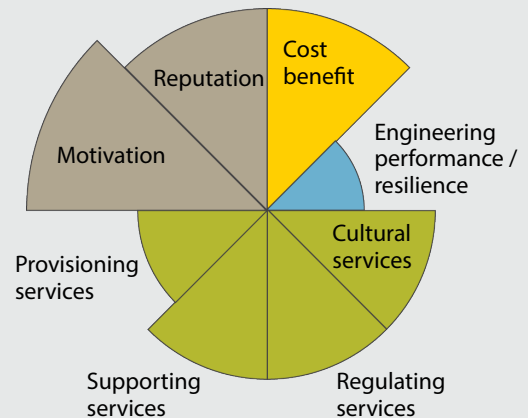 Cost
benefit
Reputation
Engineering
performance /
resilience
Motivation
Cultural
services
Provisioning
services
Supporting
services
Regulating
services